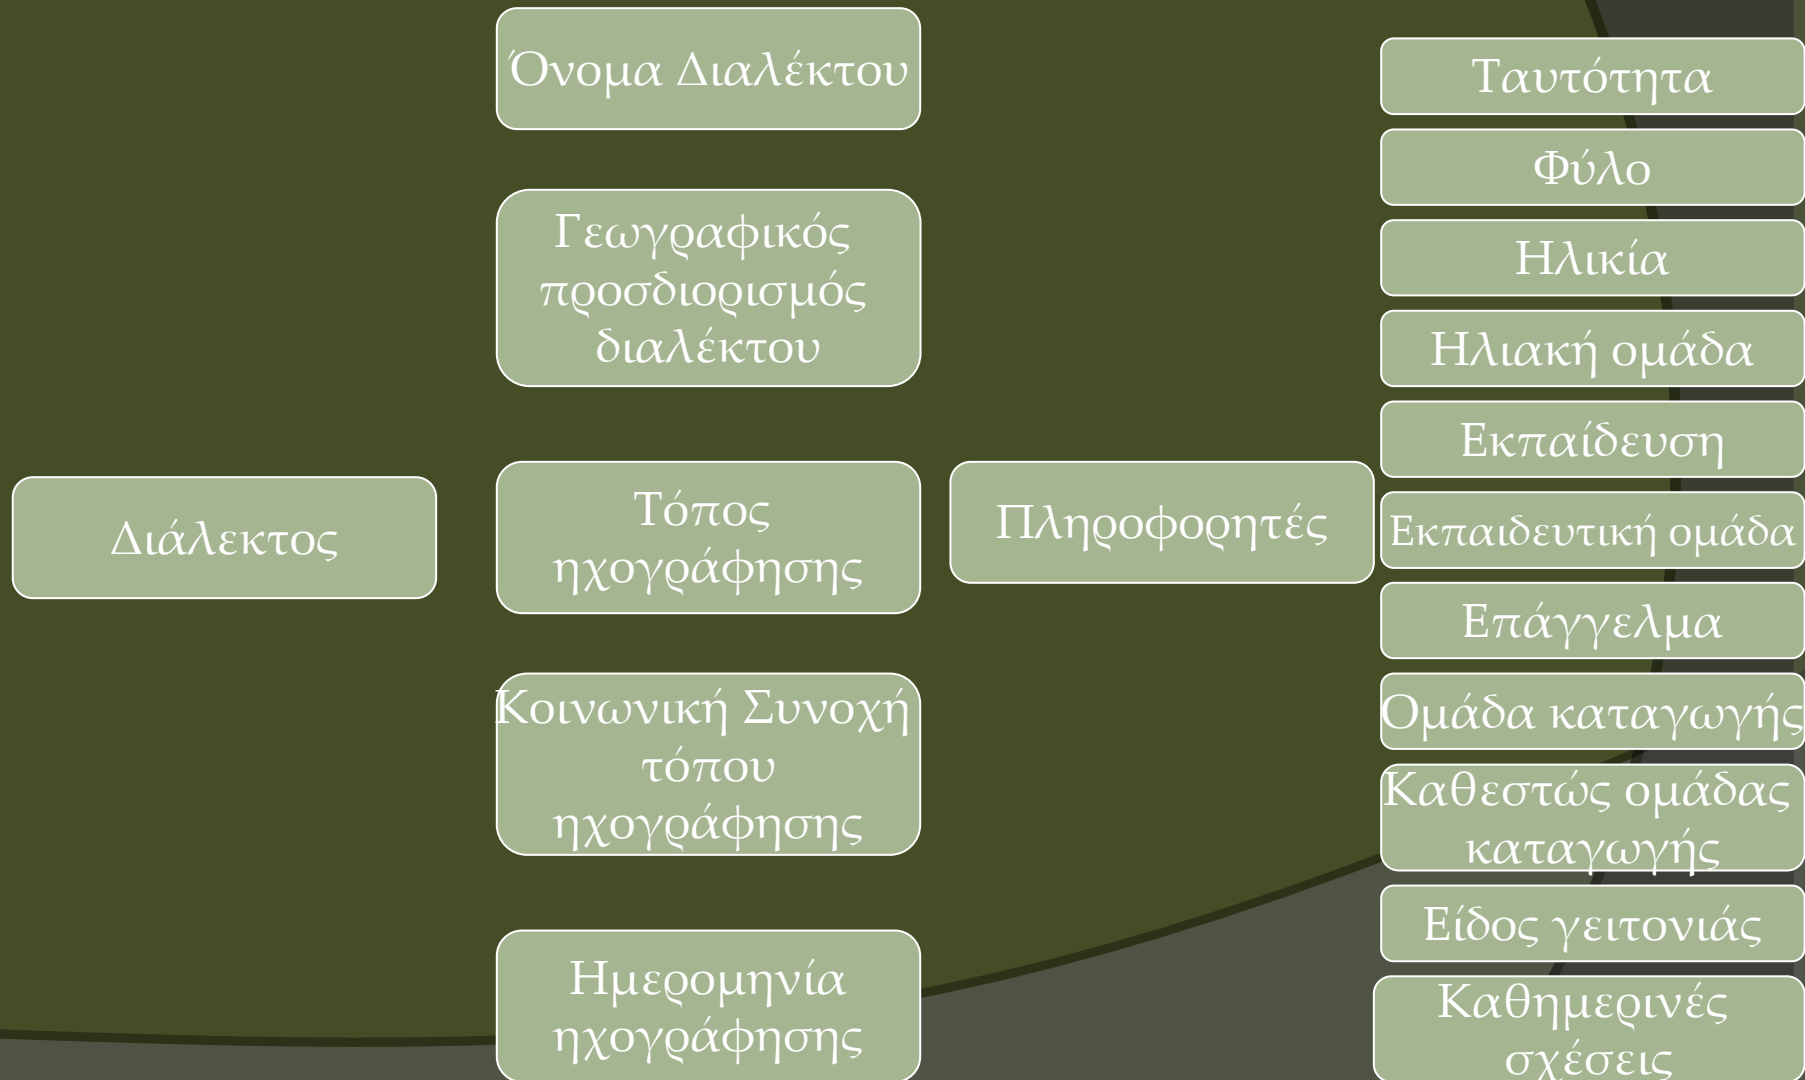 Διάλεκτος
Όνομα Διαλέκτου
Γεωγραφικός
προσδιορισμός
διαλέκτου
Τόπος
ηχογράφησης
Κοινωνική Συνοχή
τόπου
ηχογράφησης
Ημερομηνία
ηχογράφησης
Πληροφορητές
Ταυτότητα
Φύλο
Ηλικία
Ηλιακή ομάδα
Εκπαίδευση
Εκπαιδευτική ομάδα
Επάγγελμα
Ομάδα καταγωγής
Καθεστώς ομάδας
καταγωγής
Είδος γειτονιάς
Καθημερινές
σχέσεις